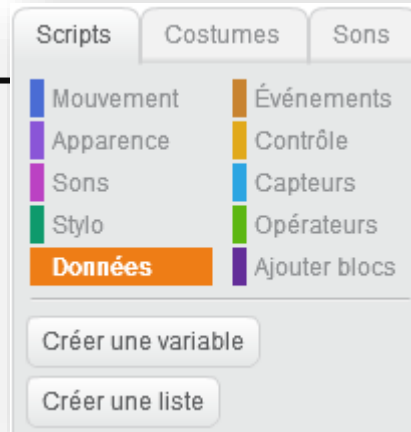 Scripts Costumes Sons
Mouvement Événements
Apparence Contrôle
Sons Capteurs
Stylo Opérateurs
Données Ajouter blocs
Créer une variable
Créer une liste